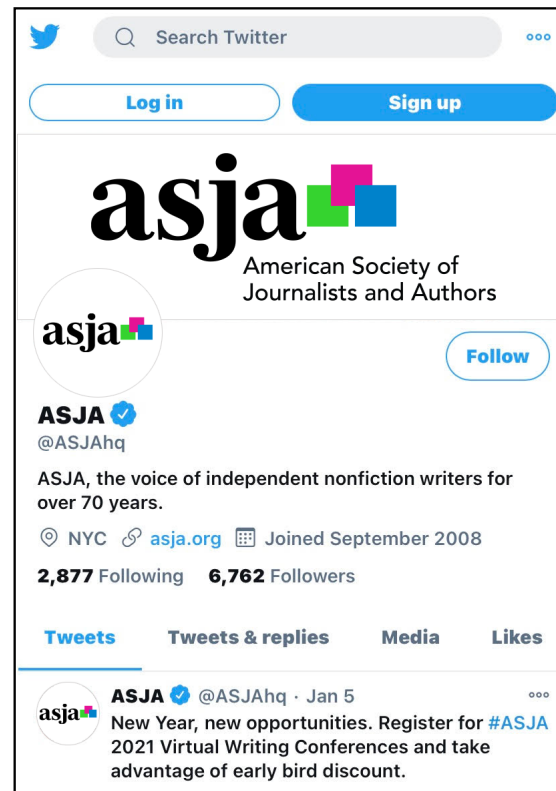 Search Twitter
Log in
Sign up
asja
American Society of
Journalists and Authors
asja
Follow
ASJA
@ASJAhq
ASJA, the voice of independent nonfiction writers for
over 70 years.
NYC asja.org Joined September 2008
2,877 Following 6,762 Followers
Tweets Tweets & replies Media Likes
asja
ASJA @ASJAhq · Jan 5
New Year, new opportunities. Register for #ASJA
2021 Virtual Writing Conferences and take
advantage of early bird discount.